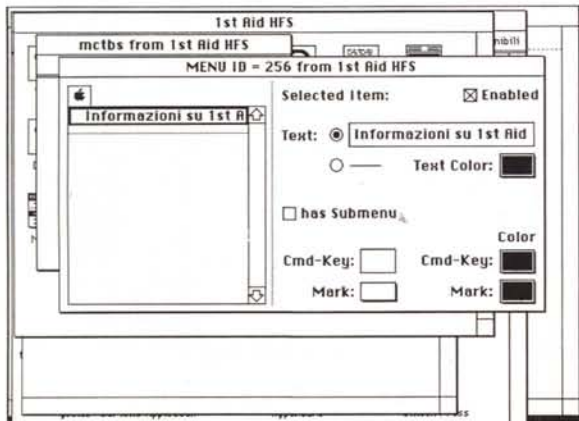 1st Aid HFS
mctbs from 1st Aid HFS
nibili
MENU ID = 256 from 1st Aid HFS
Selected Item:
Enabled
Informazioni su 1st A
Text:
Informazioni su 1st Aid
Text Color:
has Submenu
Color
Cmd-Key:
Cmd-Key:
Mark:
Mark: